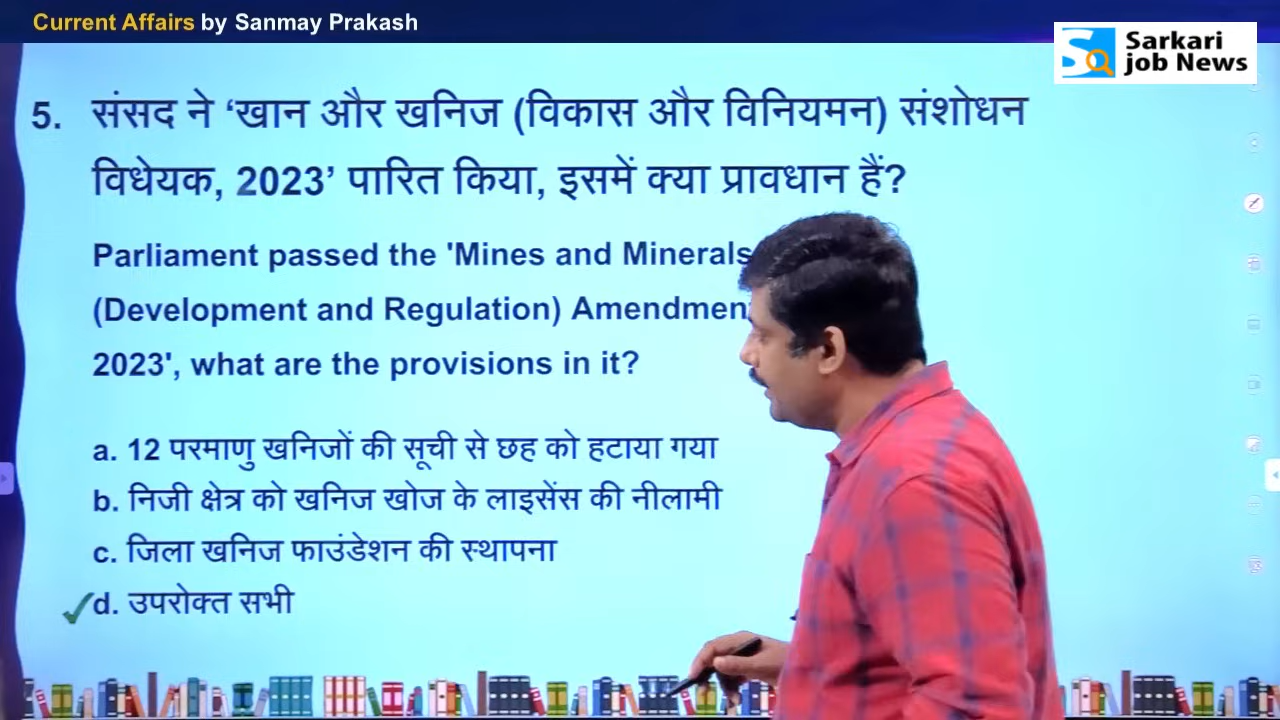 Current Affairs by Sanmay Prakash
Sarkari
job News
5. संसद ने ‘खान और खनिज (विकास और विनियमन) संशोधन
विधेयक, 2023’ पारित किया, इसमें क्या प्रावधान हैं?
Parliament passed the 'Mines and Minerals
(Development and Regulation) Amendmen
2023', what are the provisions in it?
a. 12 परमाणु खनिजों की सूची से छह को हटाया गया
b. निजी क्षेत्र को खनिज खोज के लाइसेंस की नीलामी
c. जिला खनिज फाउंडेशन की स्थापना
d. उपरोक्त सभी